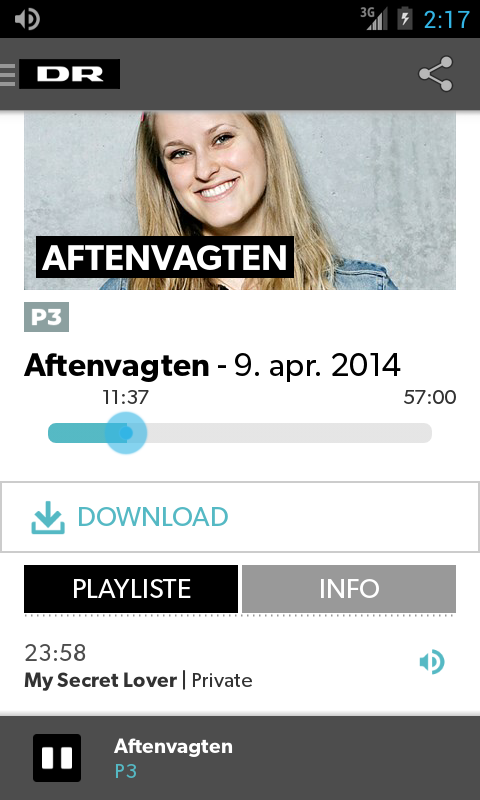 3G 2:17
DR
AFTENVAGTEN
P3
Aftenvagten - 9. apr. 2014
11:37 57:00
DOWNLOAD
PLAYLISTE INFO
23:58
My Secret Lover | Private
Aftenvagten
P3